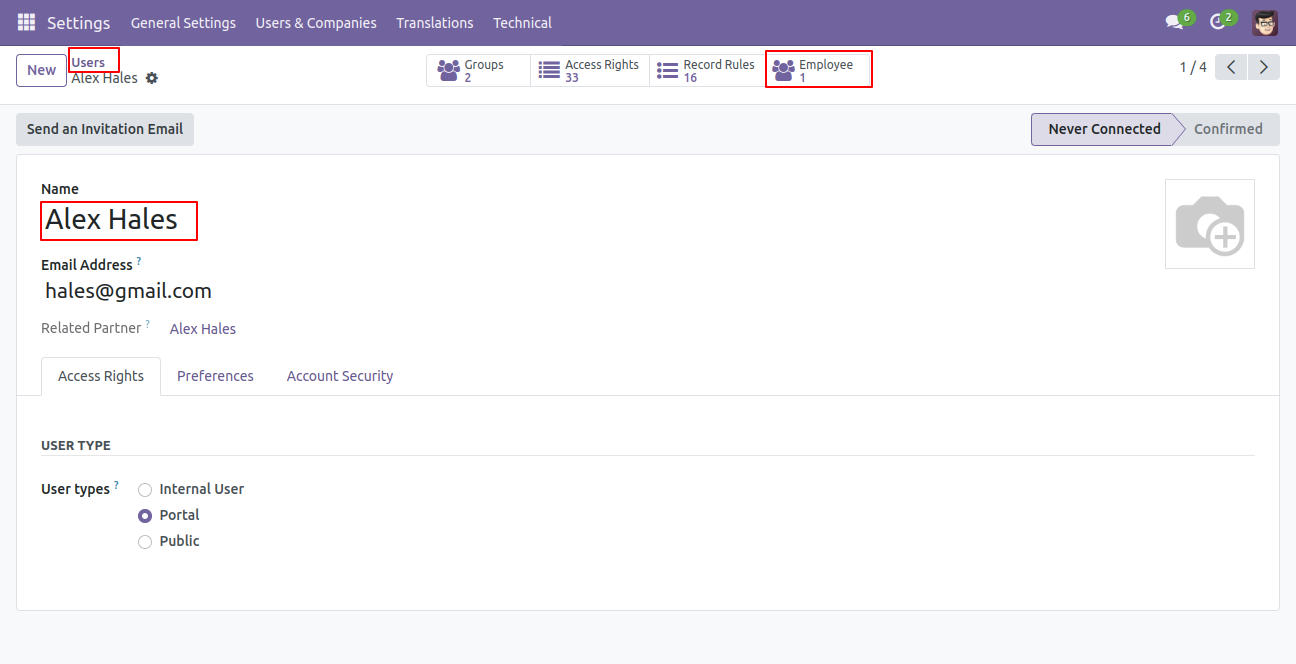 Settings General Settings Users & Companies Translations Technical 6 2
New Users Groups 2 Access Rights 33 Record Rules 16 Employee 1 1 / 4
Alex Hales
Send an Invitation Email Never Connected Confirmed
Name
Alex Hales
Email Address ?
hales@gmail.com
Related Partner ? Alex Hales
Access Rights Preferences Account Security
USER TYPE
User types ? Internal User
Portal
Public